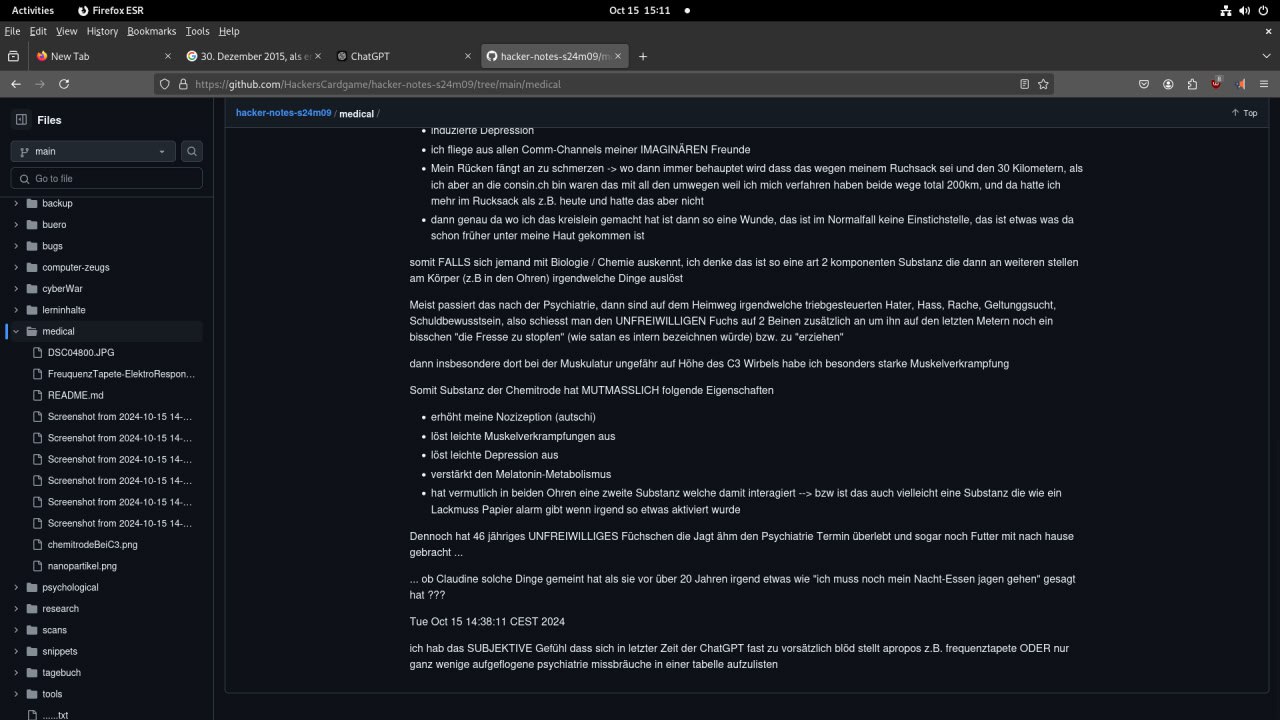 Activities
Firefox ESR
Oct 15 15:11
File Edit View History Bookmarks Tools Help
New Tab
30. Dezember 2015, als e
ChatGPT
hacker-notes-s24m09/m
https://github.com/HackersCardgame/hacker-notes-s24m09/tree/main/medical
Files
main
Go to file
backup
buero
bugs
computer-zeugs
cyberWar
lerninhalte
medical
DSC04800.JPG
FreuquenzTapete-ElektroRespon...
README.md
Screenshot from 2024-10-15 14-...
Screenshot from 2024-10-15 14-...
Screenshot from 2024-10-15 14-...
Screenshot from 2024-10-15 14-...
Screenshot from 2024-10-15 14-...
Screenshot from 2024-10-15 14-...
chemitrodeBeiC3.png
nanopartikel.png
psychological
research
scans
snippets
tagebuch
tools
......txt
hacker-notes-s24m09 / medical /
Top
induzierte Depression
ich fliege aus allen Comm-Channels meiner IMAGINÄREN Freunde
Mein Rücken fängt an zu schmerzen -> wo dann immer behauptet wird dass das wegen meinem Ruchsack sei und den 30 Kilometern, als
ich aber an die consin.ch bin waren das mit all den umwegen weil ich mich verfahren haben beide wege total 200km, und da hatte ich
mehr im Rucksack als z.B. heute und hatte das aber nicht
dann genau da wo ich das kreislein gemacht hat ist dann so eine Wunde, das ist im Normalfall keine Einstichstelle, das ist etwas was da
schon früher unter meine Haut gekommen ist
somit FALLS sich jemand mit Biologie / Chemie auskennt, ich denke das ist so eine art 2 komponenten Substanz die dann an weiteren stellen
am Körper (z.B in den Ohren) irgendwelche Dinge auslöst
Meist passiert das nach der Psychiatrie, dann sind auf dem Heimweg irgendwelche triebgesteuerten Hater, Hass, Rache, Geltunggsucht,
Schuldbewusstsein, also schiesst man den UNFREIWILLIGEN Fuchs auf 2 Beinen zusätzlich an um ihn auf den letzten Metern noch ein
bisschen "die Fresse zu stopfen" (wie satan es intern bezeichnen würde) bzw. zu "erziehen"
dann insbesondere dort bei der Muskulatur ungefähr auf Höhe des C3 Wirbels habe ich besonders starke Muskelverkrampfung
Somit Substanz der Chemitrode hat MUTMASSLICH folgende Eigenschaften
erhöht meine Nozizeption (autschi)
löst leichte Muskelverkrampfungen aus
löst leichte Depression aus
verstärkt den Melatonin-Metabolismus
hat vermutlich in beiden Ohren eine zweite Substanz welche damit interagiert --> bzw ist das auch vielleicht eine Substanz die wie ein
Lackmuss Papier alarm gibt wenn irgend so etwas aktiviert wurde
Dennoch hat 46 jähriges UNFREIWILLIGES Füchschen die Jagt ähm den Psychiatrie Termin überlebt und sogar noch Futter mit nach hause
gebracht ...
... ob Claudine solche Dinge gemeint hat als sie vor über 20 Jahren irgend etwas wie "ich muss noch mein Nacht-Essen jagen gehen" gesagt
hat ???
Tue Oct 15 14:38:11 CEST 2024
ich hab das SUBJEKTIVE Gefühl dass sich in letzter Zeit der ChatGPT fast zu vorsätzlich blöd stellt apropos z.B. frequenztapete ODER nur
ganz wenige aufgeflogene psychiatrie missbräuche in einer tabelle aufzulisten